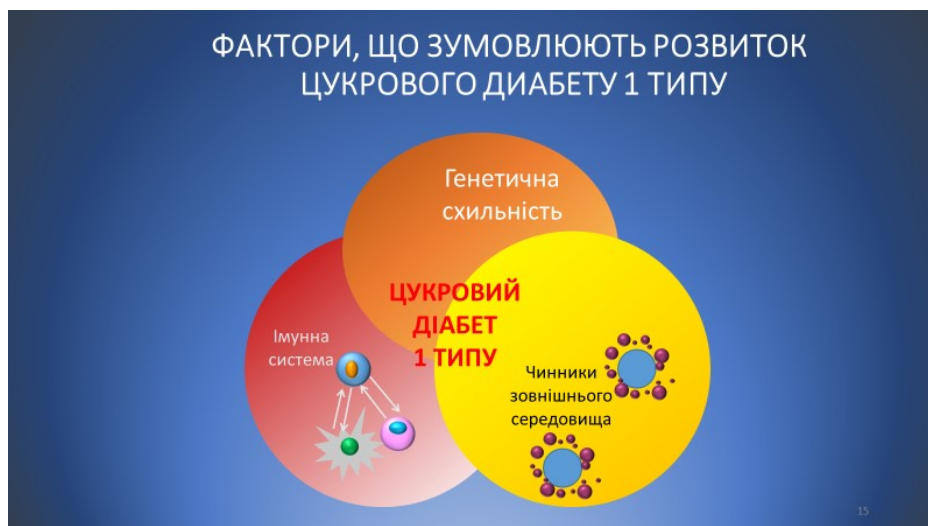 ФАКТОРИ, ЩО ЗУМОВЛЮЮТЬ РОЗВИТОК
ЦУКРОВОГО ДИАБЕТУ 1 ТИПУ
Генетична
схильність
ЦУКРОВИЙ
ДІАБЕТ
1 ТИПУ
Імунна
система
Чинники
зовнішнього
середовища
15